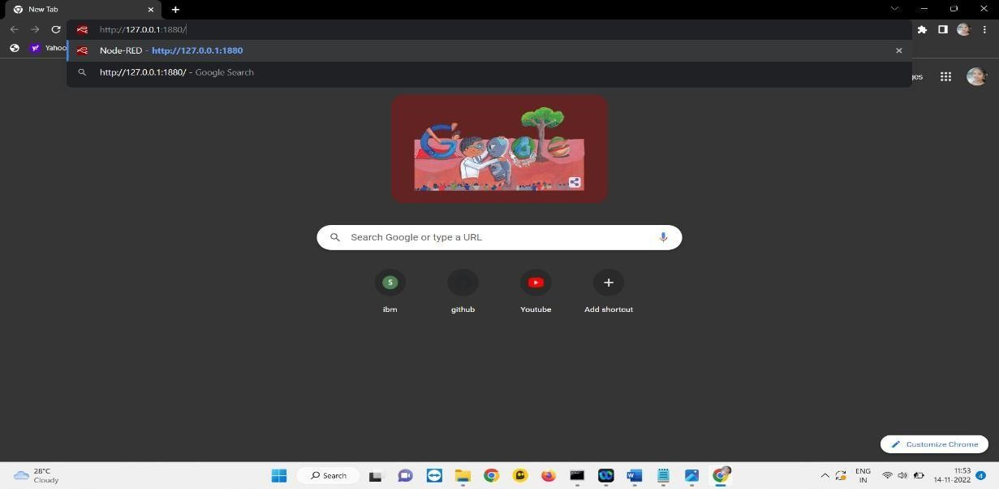 New Tab
http://127.0.0.1:1880/
Yahoo
Node-RED - http://127.0.0.1:1880
http://127.0.0.1:1880/ - Google Search
Google
Search Google or type a URL
S
ibm
github
Youtube
Add shortcut
Customize Chrome
28°C
Cloudy
Search
ENG
IN
11:53
14-11-2022
4